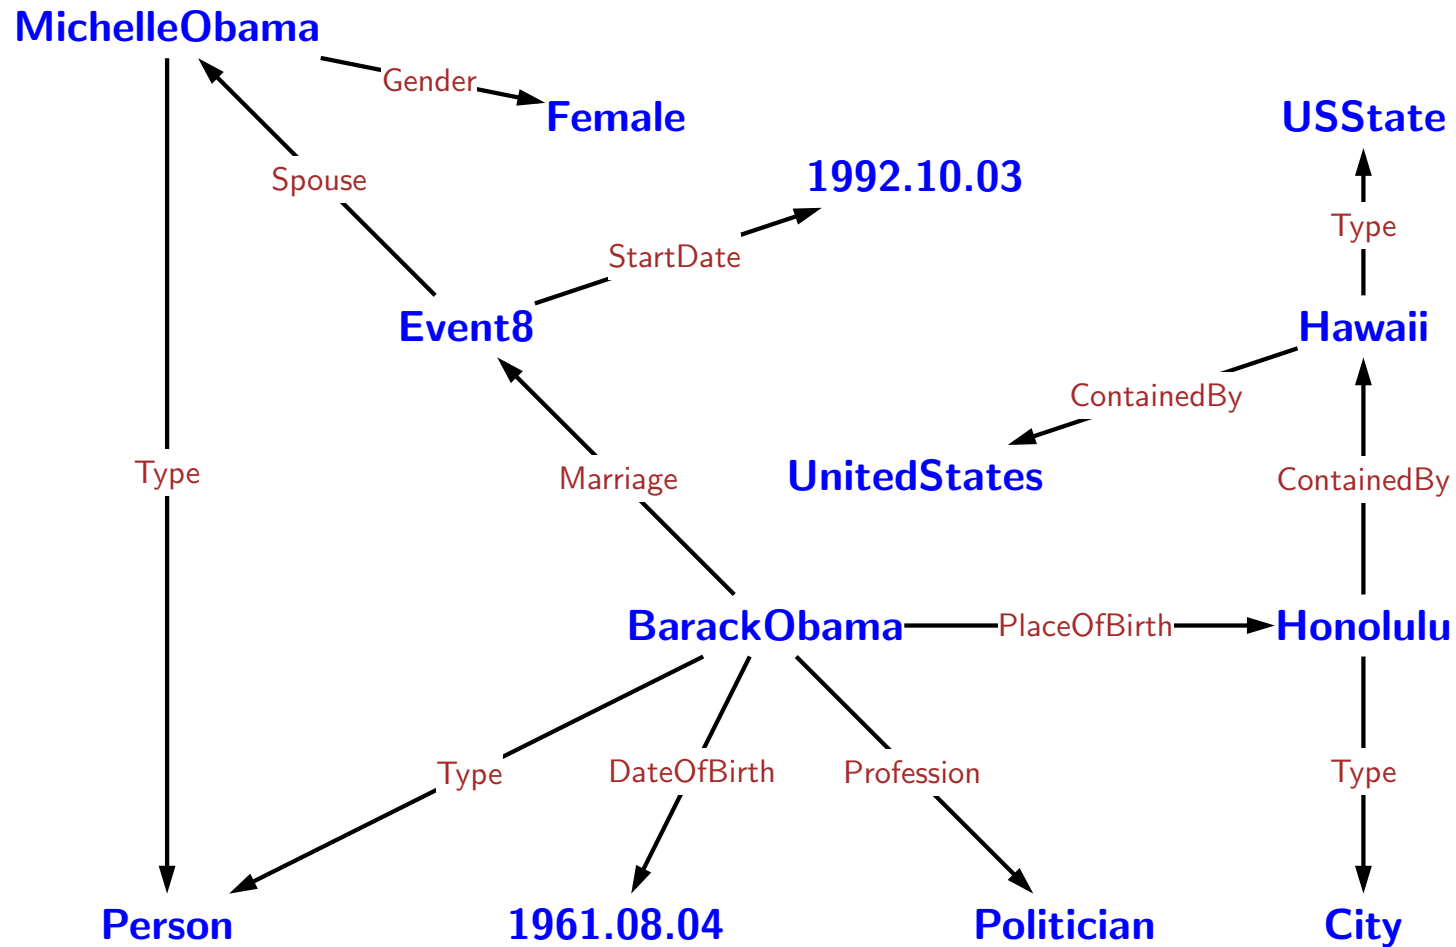 MichelleObama
Gender
Female
USState
1992.10.03
Spouse
Type
StartDate
Event8
Hawaii
ContainedBy
Type
Marriage
UnitedStates
ContainedBy
BarackObama
PlaceOfBirth
Honolulu
Type
DateOfBirth
Profession
Type
Person
1961.08.04
Politician
City